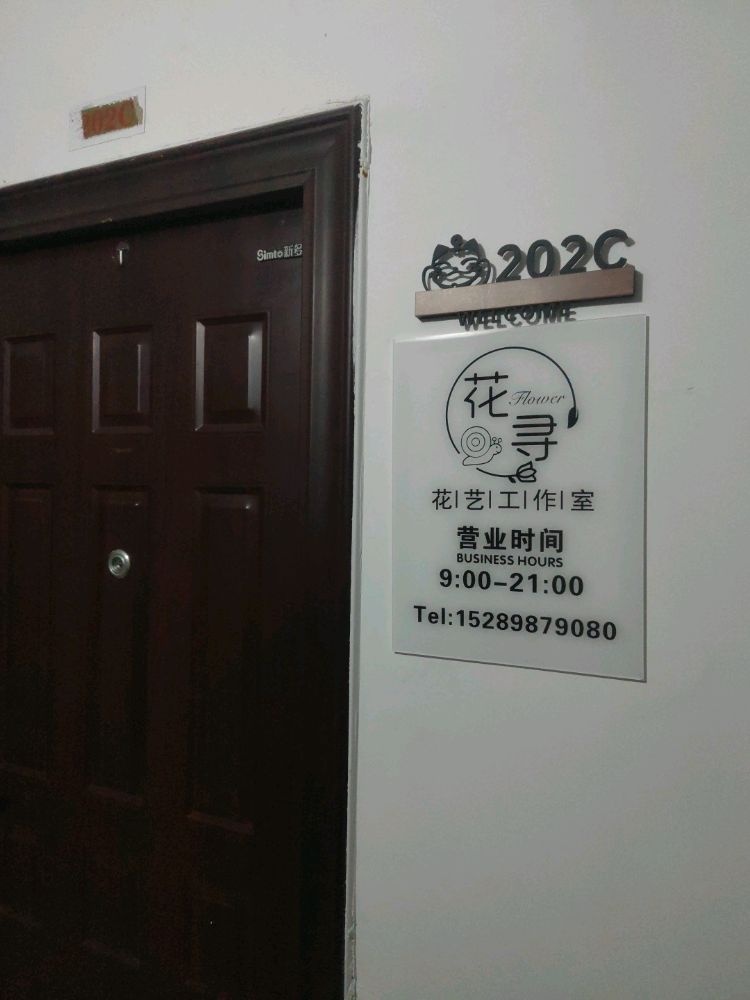 202C
Simto新多
202C
WELCOME
花
Flower
寻
花|艺|工|作|室
营业时间
BUSINESS HOURS
9:00-21:00
Tel:15289879080